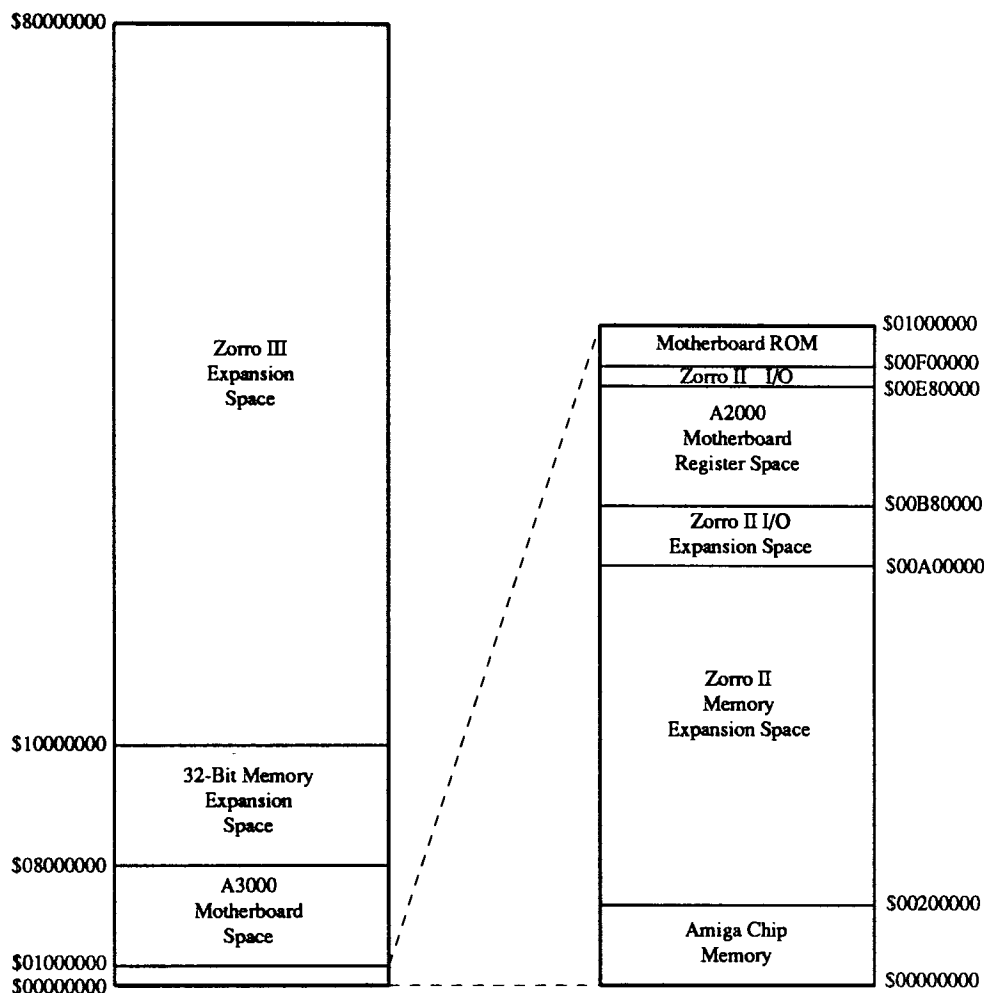 $80000000
Zorro III
Expansion
Space
$10000000
32-Bit Memory
Expansion
Space
$08000000
A3000
Motherboard
Space
$01000000
$00000000
$01000000
Motherboard ROM
$00F00000
Zorro II I/O
$00E80000
A2000
Motherboard
Register Space
$00B80000
Zorro II I/O
Expansion Space
$00A00000
Zorro II
Memory
Expansion Space
$00200000
Amiga Chip
Memory
$00000000